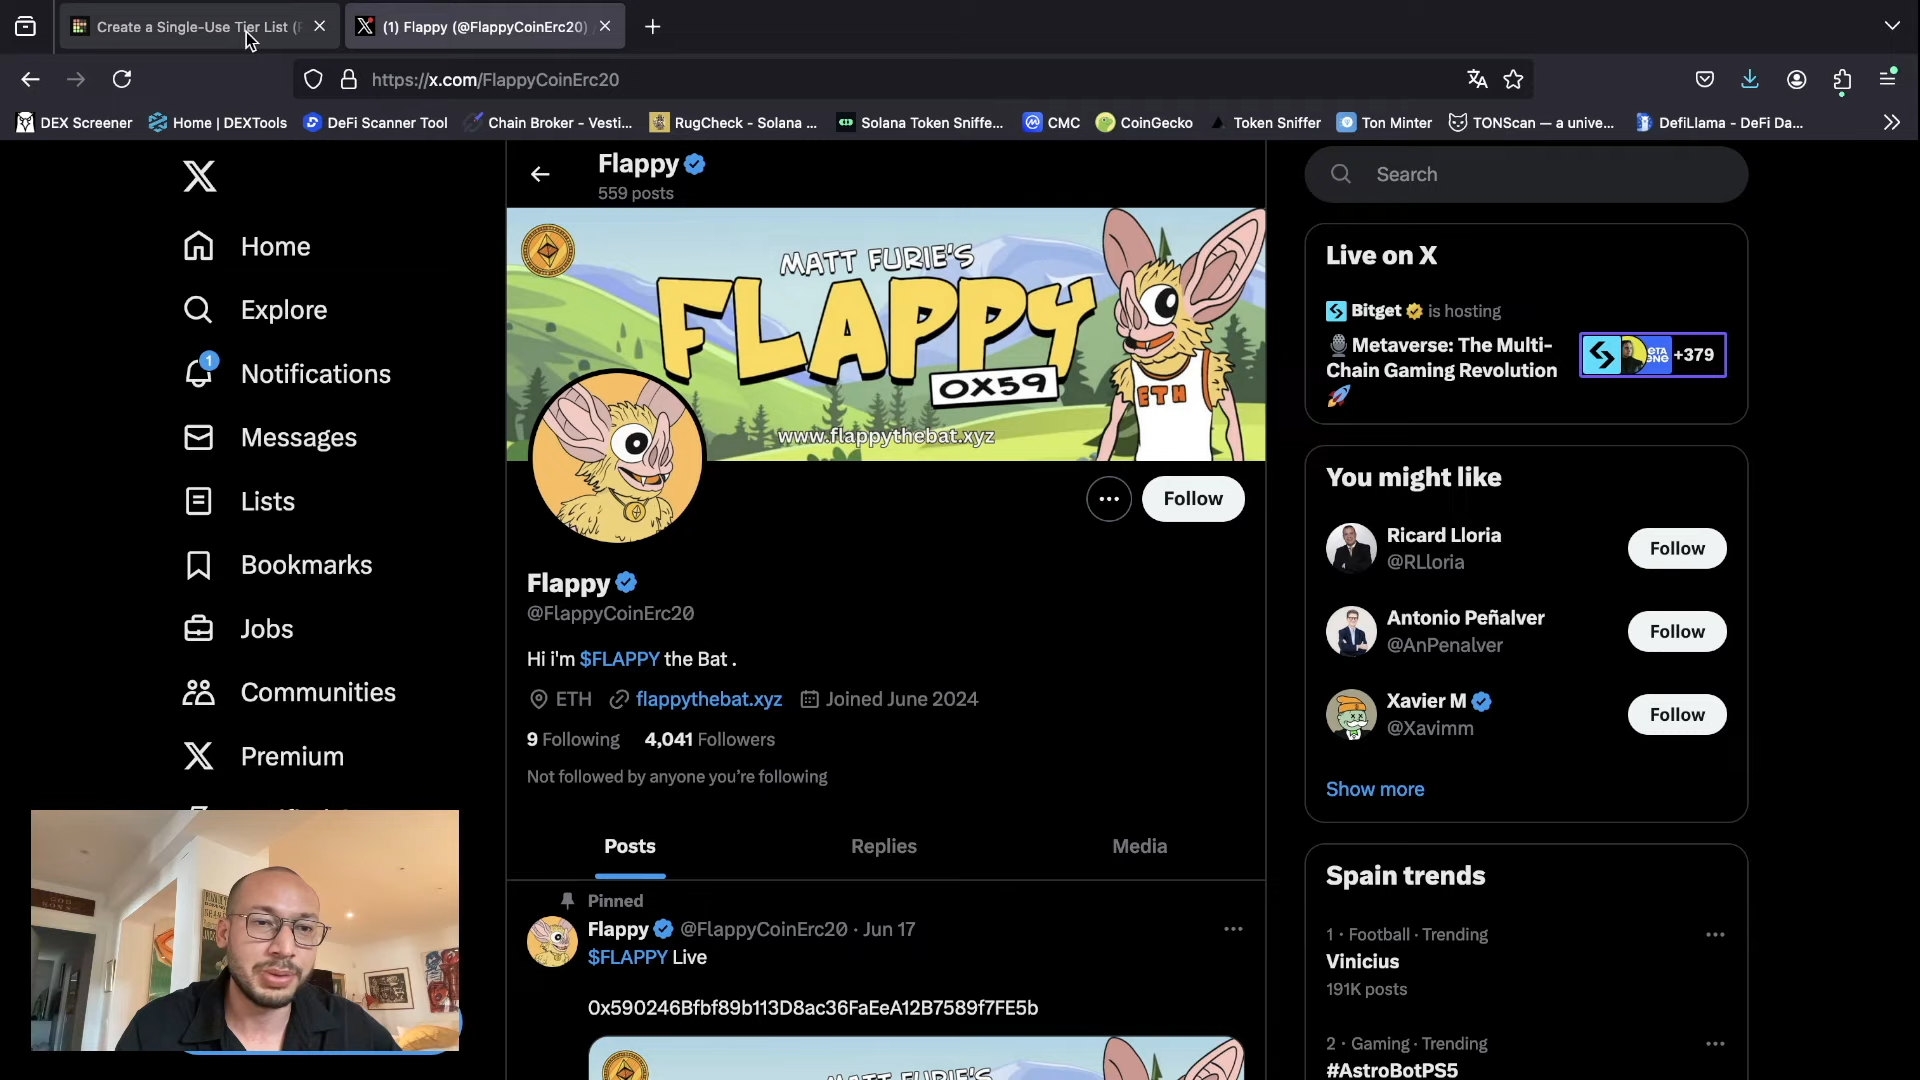 Create a Single-Use Tier List (
(1) Flappy (@FlappyCoinErc20)
https://x.com/FlappyCoinErc20
DEX Screener
Home | DEXTools
DeFi Scanner Tool
Chain Broker - Vesti...
RugCheck - Solana ...
Solana Token Sniffe...
CMC
CoinGecko
Token Sniffer
Ton Minter
TONScan — a unive...
DefiLlama - DeFi Da...
Home
Explore
1
Notifications
Messages
Lists
Bookmarks
Jobs
Communities
Premium
Flappy
559 posts
MATT FURIE'S
FLAPPY
0X59
ETH
www.flappythebat.xyz
Follow
Flappy
@FlappyCoinErc20
Hi i'm $FLAPPY the Bat .
ETH flappythebat.xyz Joined June 2024
9 Following 4,041 Followers
Not followed by anyone you're following
Posts
Replies
Media
Pinned
Flappy @FlappyCoinErc20 · Jun 17
$FLAPPY Live
0x590246Bfbf89b113D8ac36FaEeA12B7589f7FE5b
MATT FURIE'S
Search
Live on X
Bitget is hosting
Metaverse: The Multi-
Chain Gaming Revolution
+379
You might like
Ricard Lloria
@RLloria
Follow
Antonio Peñalver
@AnPenalver
Follow
Xavier M
@Xavimm
Follow
Show more
Spain trends
1 · Football · Trending
Vinicius
191K posts
2 · Gaming · Trending
#AstroBotPS5